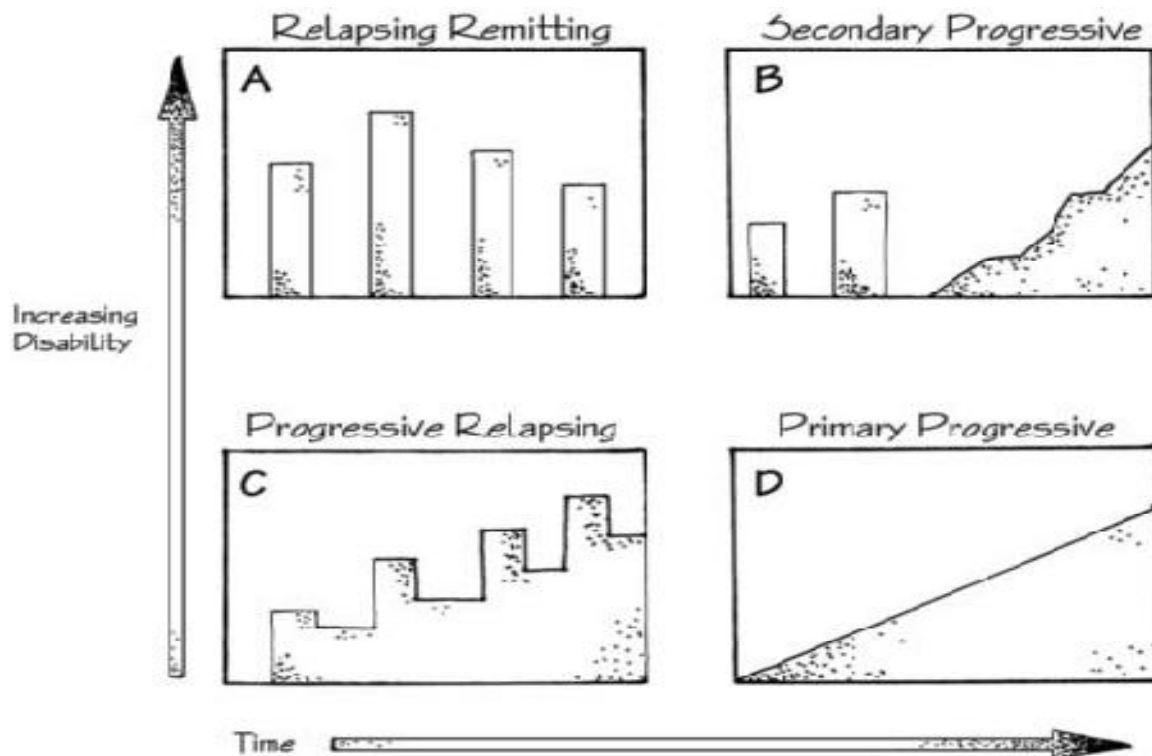 Relapsing Remitting
Secondary Progressive
A
B
Increasing
Disability
Progressive Relapsing
Primary Progressive
C
D
Time